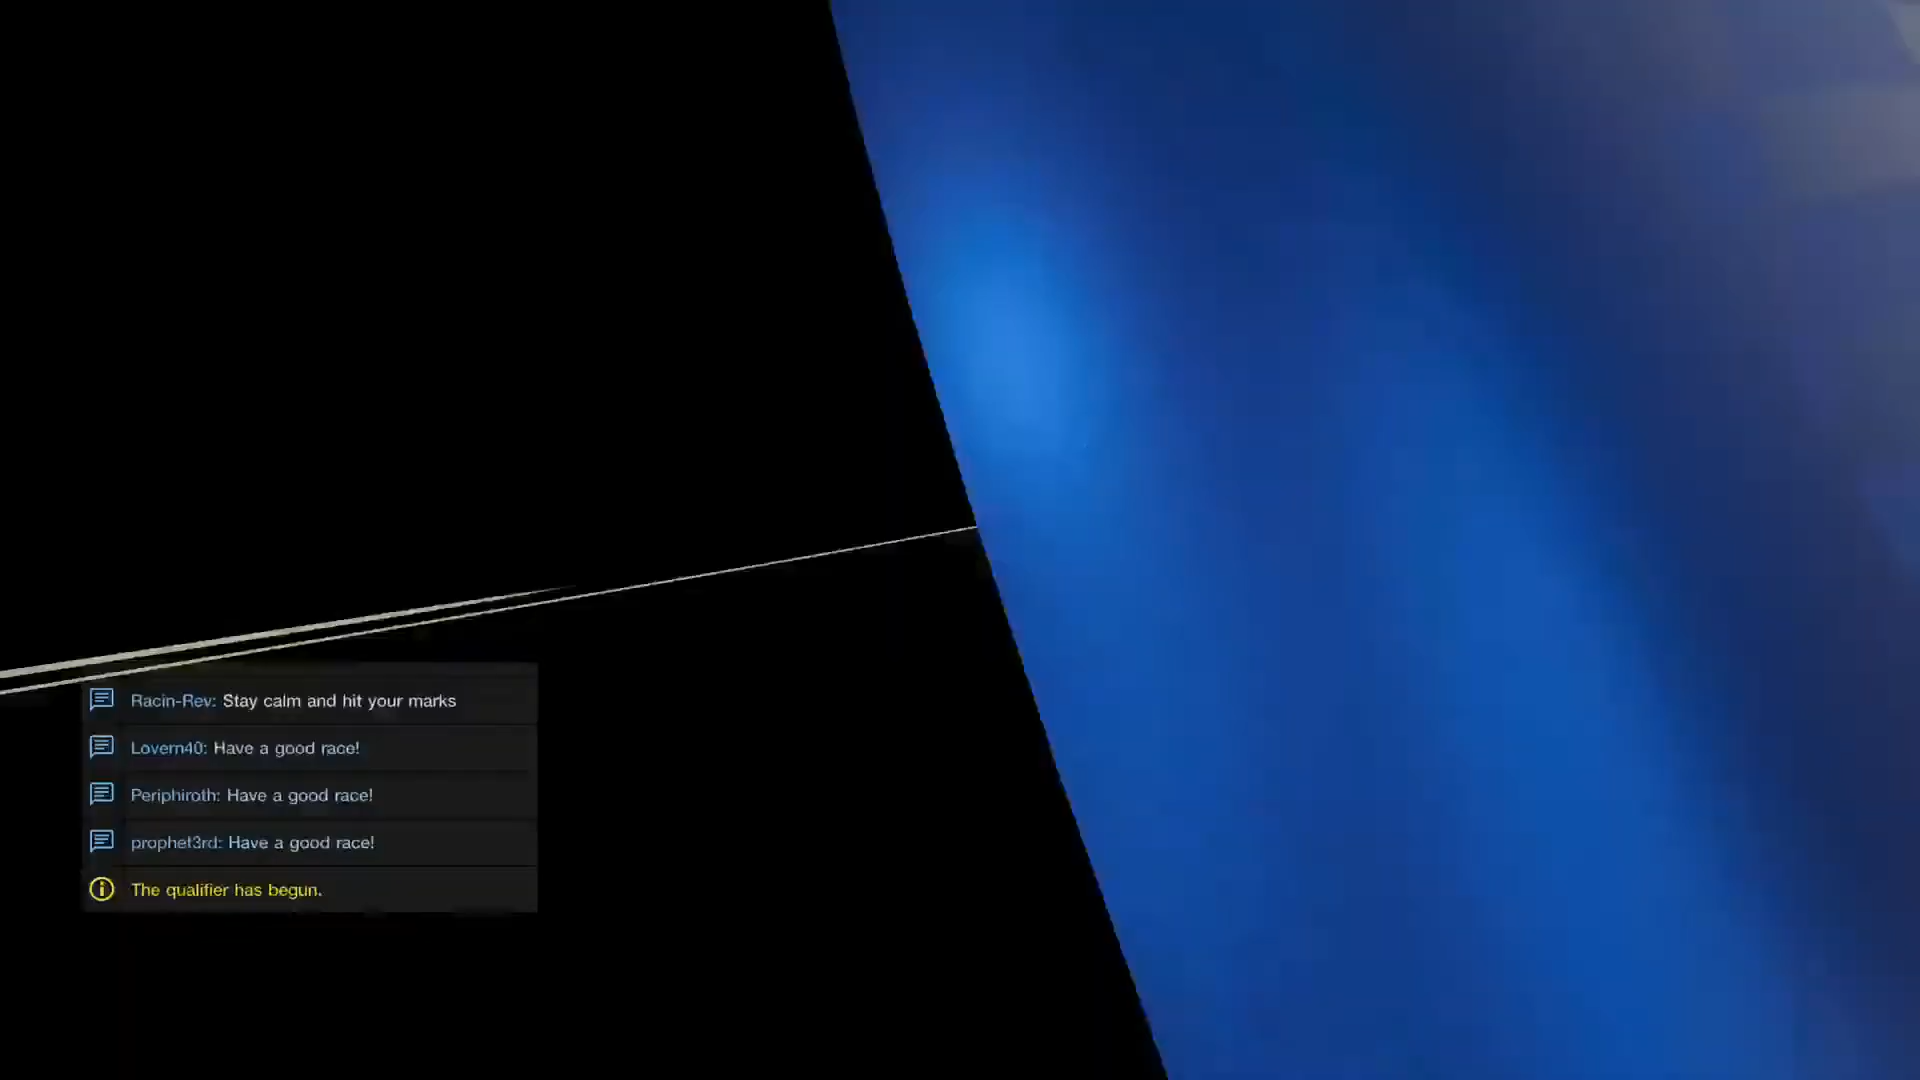 Racin-Rev: Stay calm and hit your marks
Lovern40: Have a good race!
Periphiroth: Have a good race!
prophet3rd: Have a good race!
The qualifier has begun.